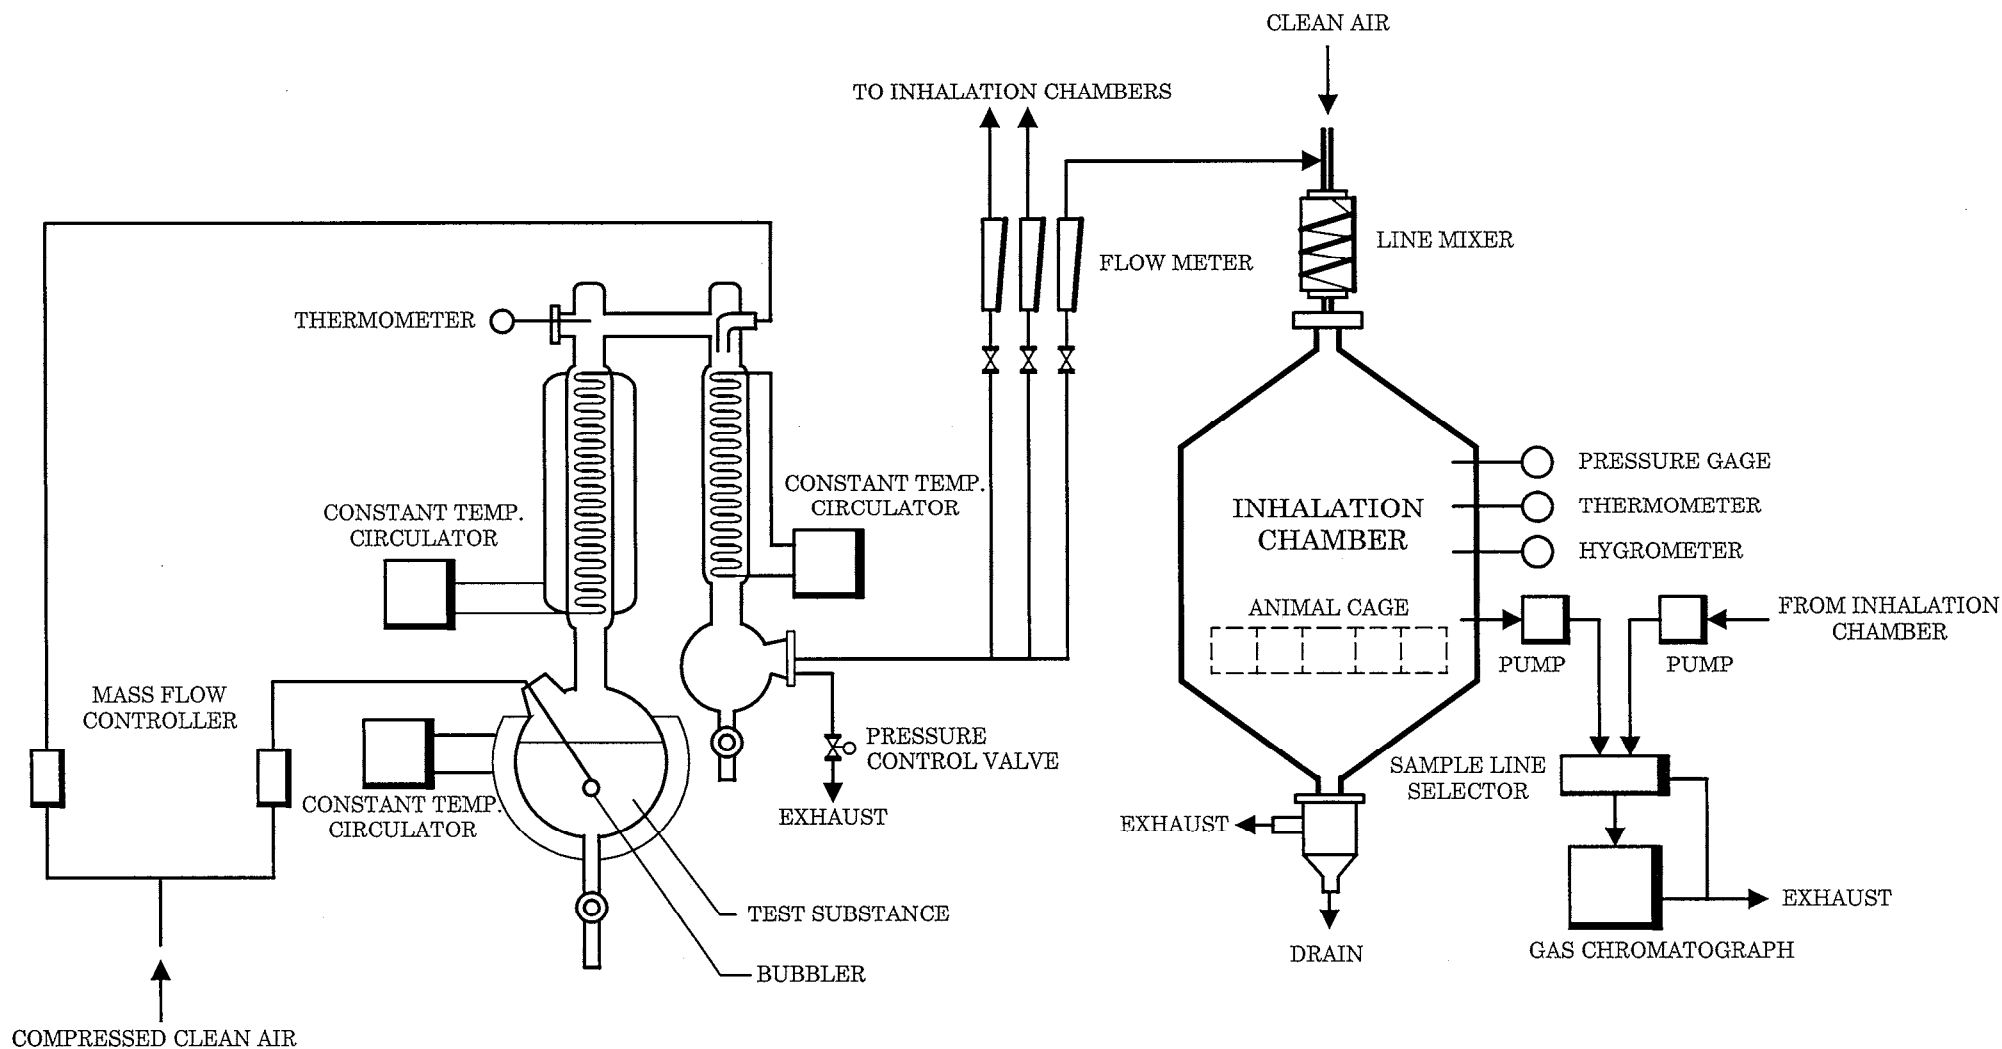 CLEAN AIR
TO INHALATION CHAMBERS
LINE MIXER
FLOW METER
THERMOMETER
PRESSURE GAGE
CONSTANT TEMP.
CIRCULATOR
THERMOMETER
INHALATION
CHAMBER
CONSTANT TEMP.
CIRCULATOR
HYGROMETER
ANIMAL CAGE
FROM INHALATION
CHAMBER
PUMP
PUMP
MASS FLOW
CONTROLLER
PRESSURE
CONTROL VALVE
SAMPLE LINE
SELECTOR
CONSTANT TEMP.
CIRCULATOR
EXHAUST
EXHAUST
EXHAUST
TEST SUBSTANCE
DRAIN
GAS CHROMATOGRAPH
BUBBLER
COMPRESSED CLEAN AIR